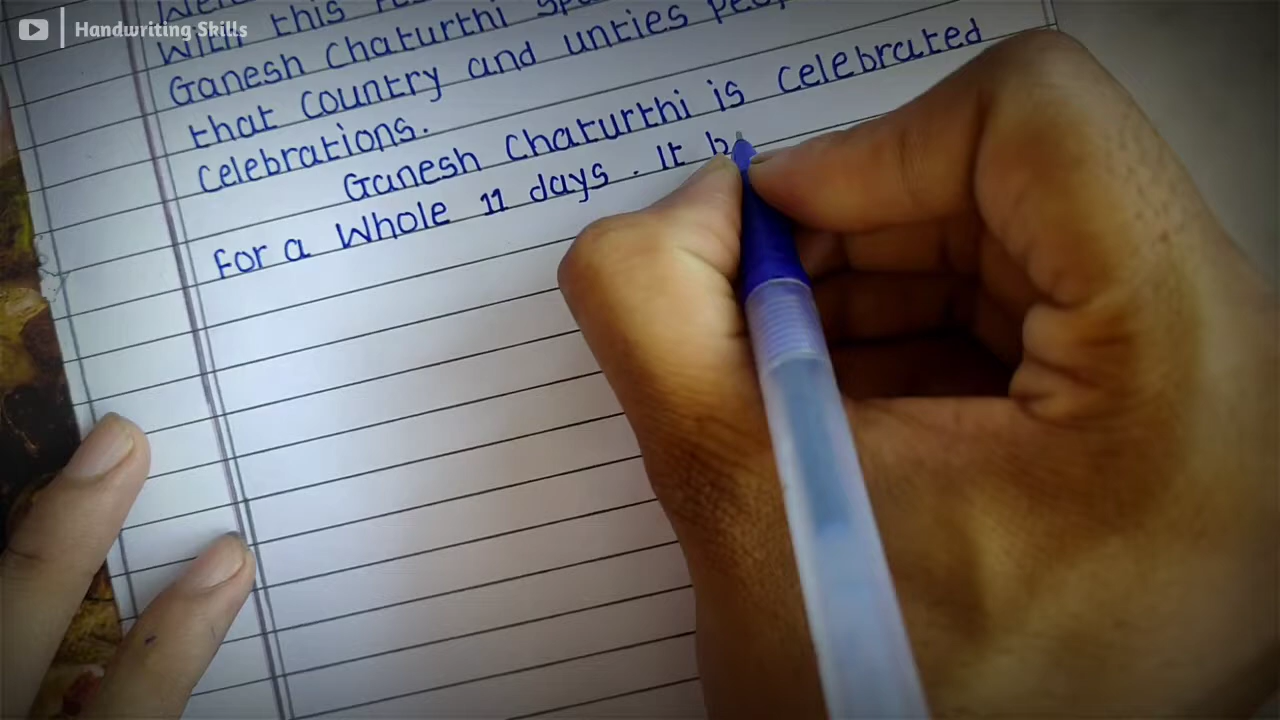 Handwriting Skills
With this
Ganesh Chaturthi
that Country and unties
Celebrations.
Ganesh Chaturthi is Celebrated
for a Whole 11 days. It